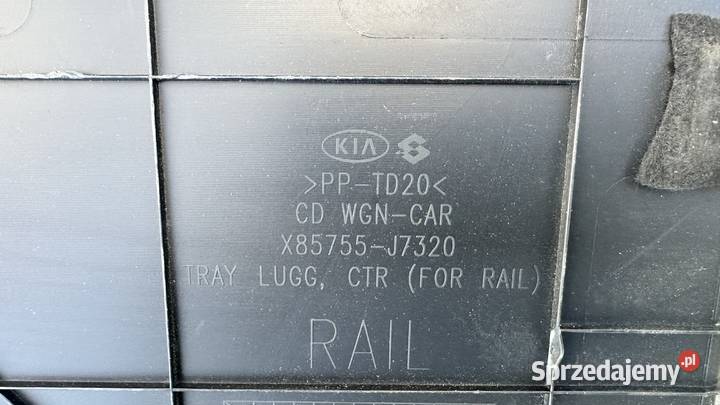 KIA
>PP-TD20<
CD WGN-CAR
X85755-J7320
TRAY LUGG, CTR (FOR RAIL)
RAIL
Sprzedajemy.pl